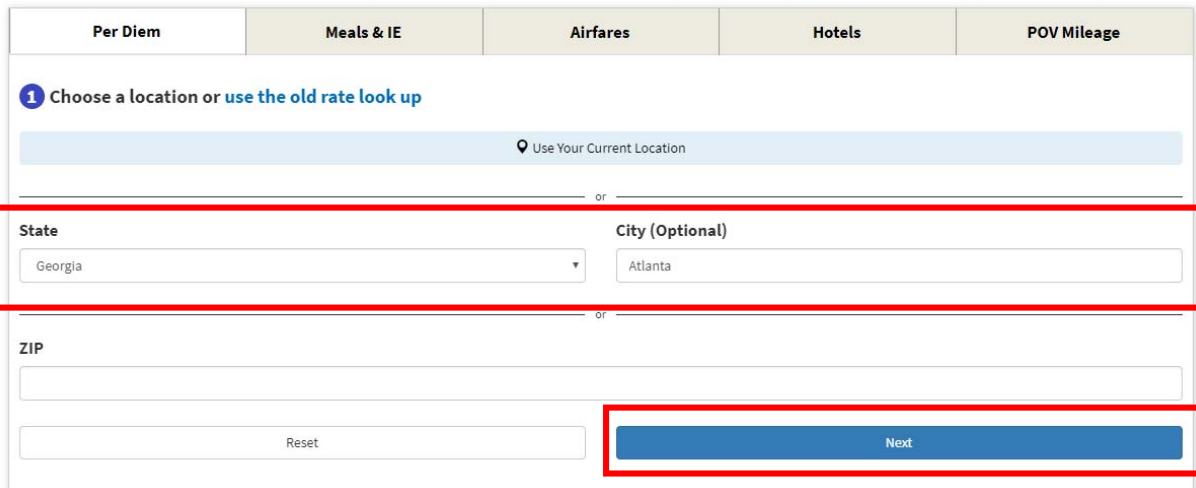 Per Diem
Meals & IE
Airfares
Hotels
POV Mileage
1 Choose a location or use the old rate look up
Use Your Current Location
or
State
City (Optional)
Georgia
Atlanta
or
ZIP
Reset
Next